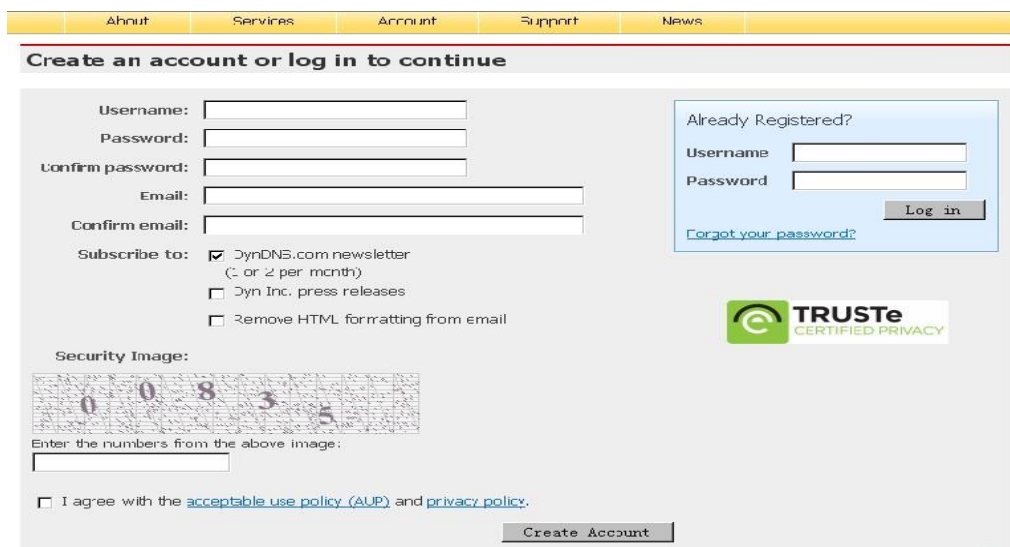 About Services Account Support News
Create an account or log in to continue
Username:
Password:
Confirm password:
Email:
Confirm email:
Subscribe to: DynDNS.com newsletter
(1 or 2 per month)
Dyn Inc. press releases
Remove HTML formatting from email
Already Registered?
Username
Password
Log in
Forgot your password?
TRUSTe
CERTIFIED PRIVACY
Security Image:
0 0 8 3 5
Enter the numbers from the above image:
I agree with the acceptable use policy (AUP) and privacy policy.
Create Account